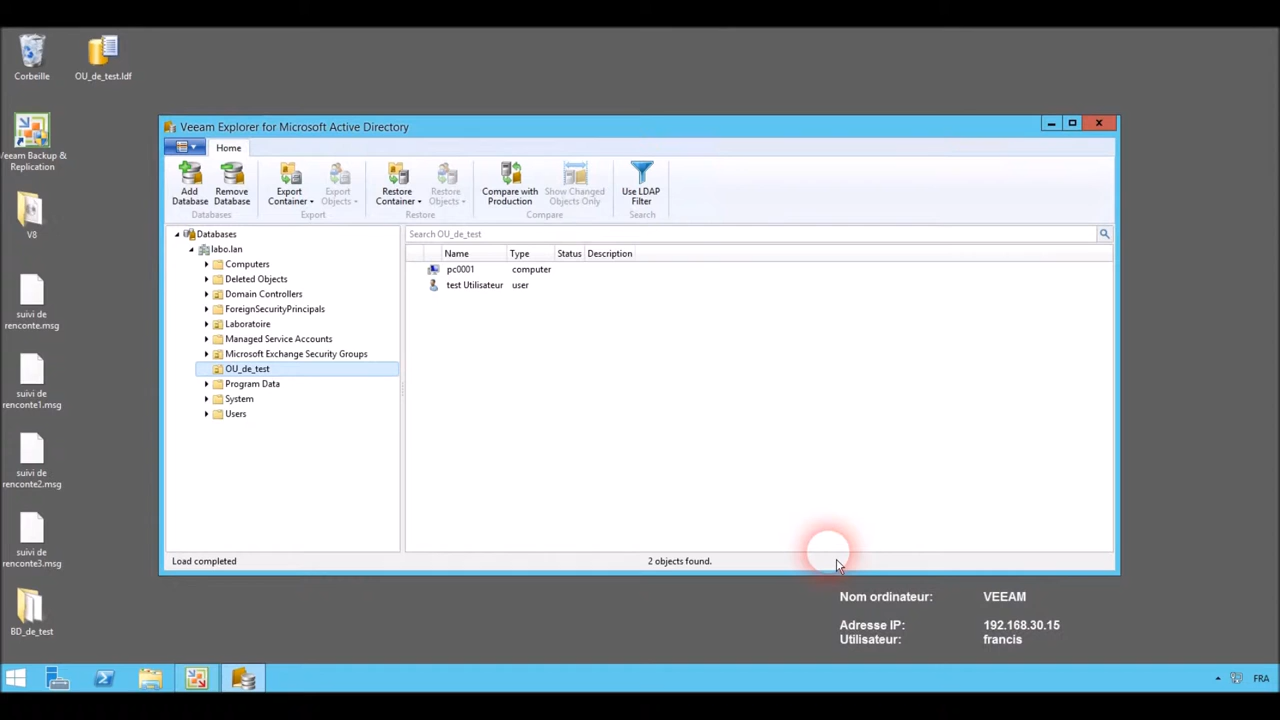 Corbeille
OU_de_test.ldf
Veeam Backup &
Replication
V8
suivi de
renconte.msg
suivi de
renconte1.msg
suivi de
renconte2.msg
suivi de
renconte3.msg
BD_de_test
Veeam Explorer for Microsoft Active Directory
Home
Add
Database
Remove
Database
Databases
Export
Container
Export
Objects
Export
Restore
Container
Restore
Objects
Restore
Compare with
Production
Show Changed
Objects Only
Compare
Use LDAP
Filter
Search
Databases
labo.lan
Computers
Deleted Objects
Domain Controllers
ForeignSecurityPrincipals
Laboratoire
Managed Service Accounts
Microsoft Exchange Security Groups
OU_de_test
Program Data
System
Users
Search OU_de_test
Name Type Status Description
pc0001 computer
test Utilisateur user
Load completed
2 objects found.
Nom ordinateur: VEEAM
Adresse IP: 192.168.30.15
Utilisateur: francis
FRA